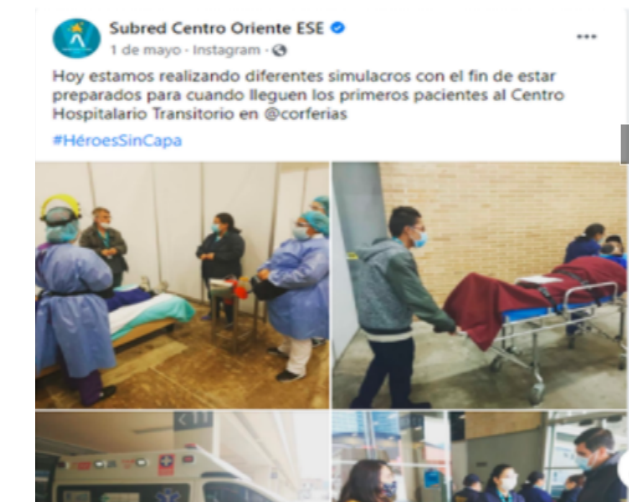 Subred Centro Oriente ESE
1 de mayo · Instagram ·
Hoy estamos realizando diferentes simulacros con el fin de estar
preparados para cuando lleguen los primeros pacientes al Centro
Hospitalario Transitorio en @corferias
#HéroesSinCapa